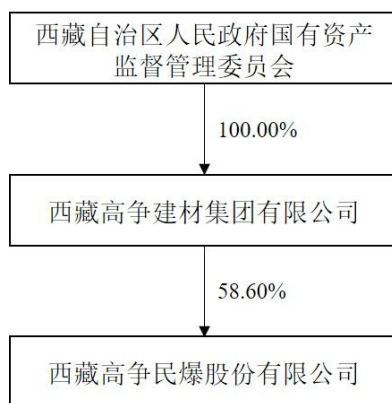 西藏自治区人民政府国有资产
监督管理委员会
100.00%
西藏高争建材集团有限公司
58.60%
西藏高争民爆股份有限公司